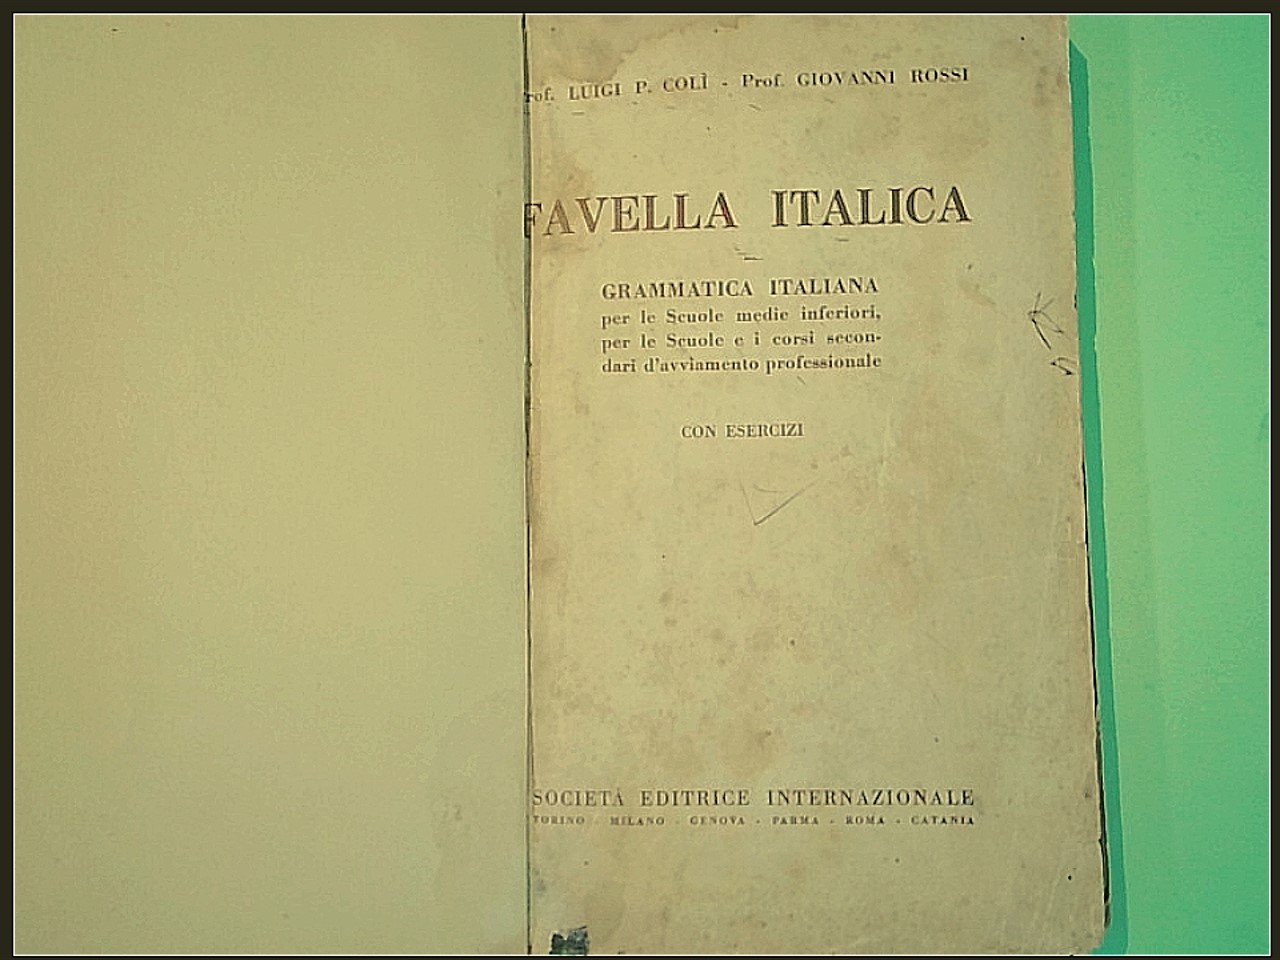 rof. LUIGI P. COLÌ - Prof. GIOVANNI ROSSI
FAVELLA ITALICA
GRAMMATICA ITALIANA
per le Scuole medie inferiori,
per le Scuole e i corsi secon-
dari d'avviamento professionale
CON ESERCIZI
SOCIETÀ EDITRICE INTERNAZIONALE
TORINO - MILANO - GENOVA - PARMA - ROMA - CATANIA